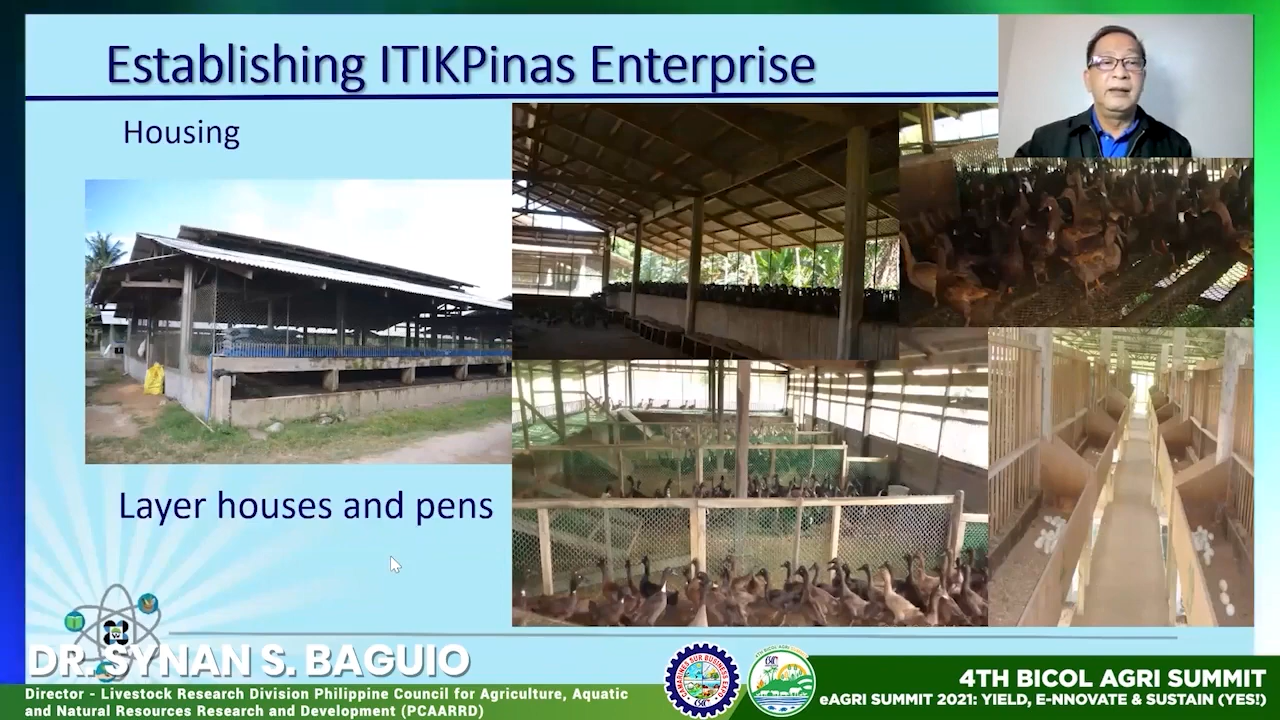 Establishing ITIKPinas Enterprise
Housing
Layer houses and pens
DR. SYNAN S. BAGUIO
Director - Livestock Research Division Philippine Council for Agriculture, Aquatic
and Natural Resources Research and Development (PCAARRD)
4TH BICOL AGRI SUMMIT
eAGRI SUMMIT 2021: YIELD, E-NNOVATE & SUSTAIN (YES!)